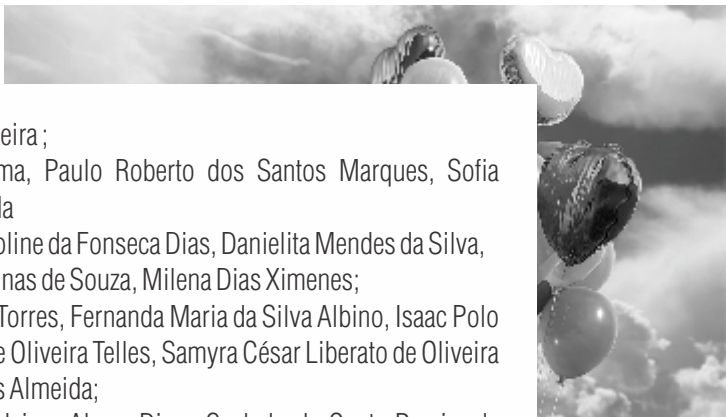 eira ;
ma, Paulo Roberto dos Santos Marques, Sofia
da
oline da Fonseca Dias, Danielita Mendes da Silva,
nas de Souza, Milena Dias Ximenes;
Torres, Fernanda Maria da Silva Albino, Isaac Polo
e Oliveira Telles, Samyra César Liberato de Oliveira
s Almeida;